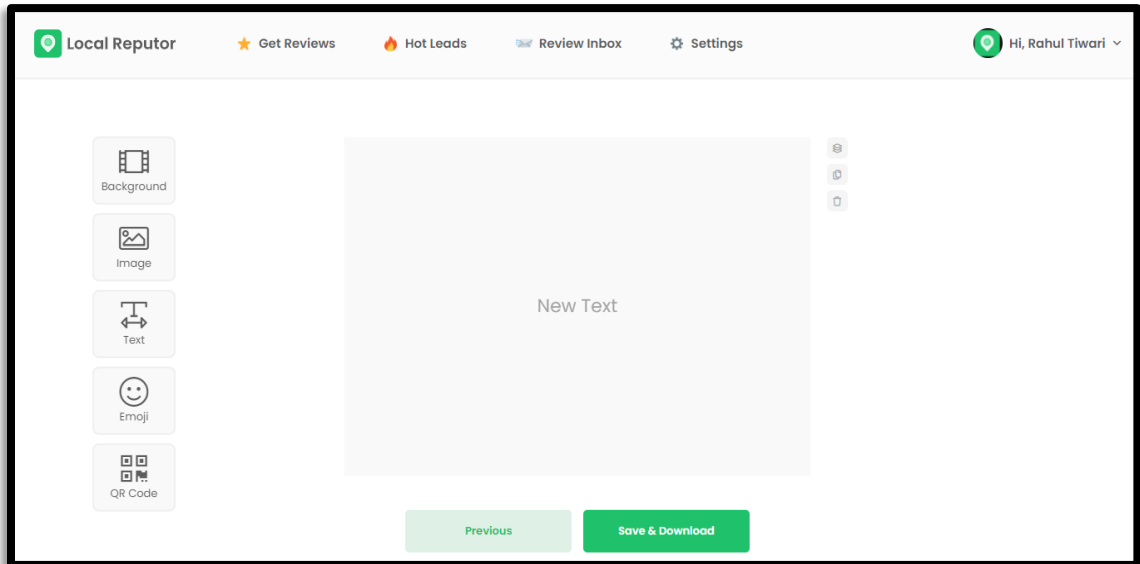 Local Reputor
Get Reviews
Hot Leads
Review Inbox
Settings
Hi, Rahul Tiwari
Background
Image
Text
Emoji
QR Code
New Text
Previous
Save & Download